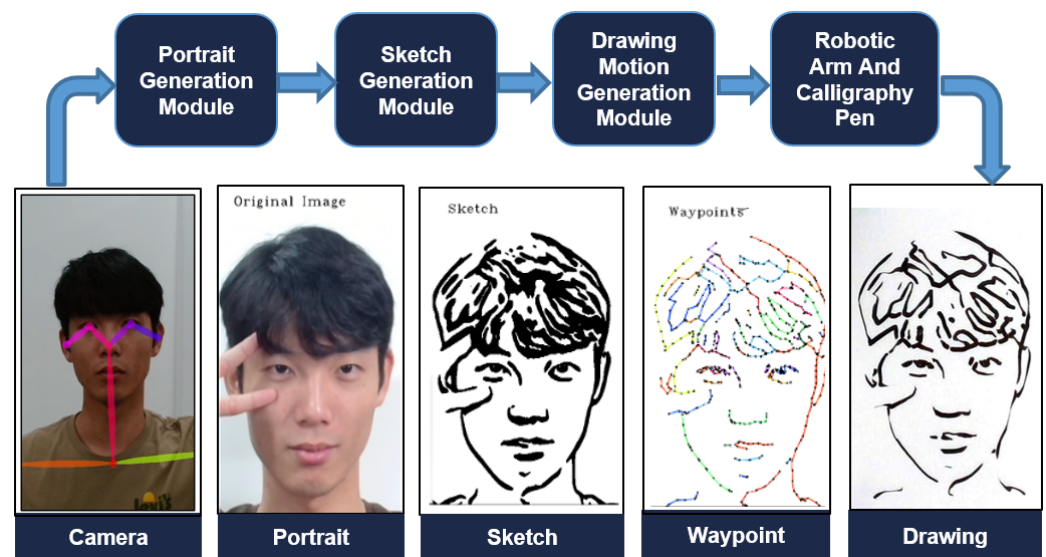 Portrait
Generation
Module
Sketch
Generation
Module
Drawing
Motion
Generation
Module
Robotic
Arm And
Calligraphy
Pen
Original Image
Sketch
Waypoints
Levi's
Camera
Portrait
Sketch
Waypoint
Drawing